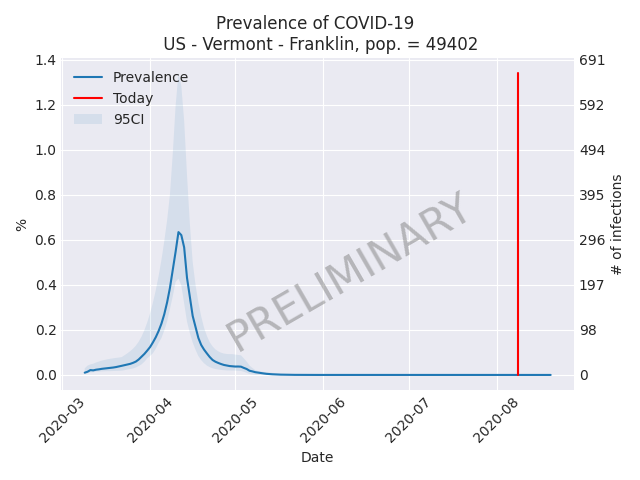 Prevalence of COVID-19
US - Vermont - Franklin, pop. = 49402
1.4
1.2
1.0
0.8
0.6
0.4
0.2
0.0
%
Prevalence
Today
95CI
PRELIMINARY
691
592
494
395
296
197
98
0
# of infections
2020-03
2020-04
2020-05
2020-06
2020-07
2020-08
Date